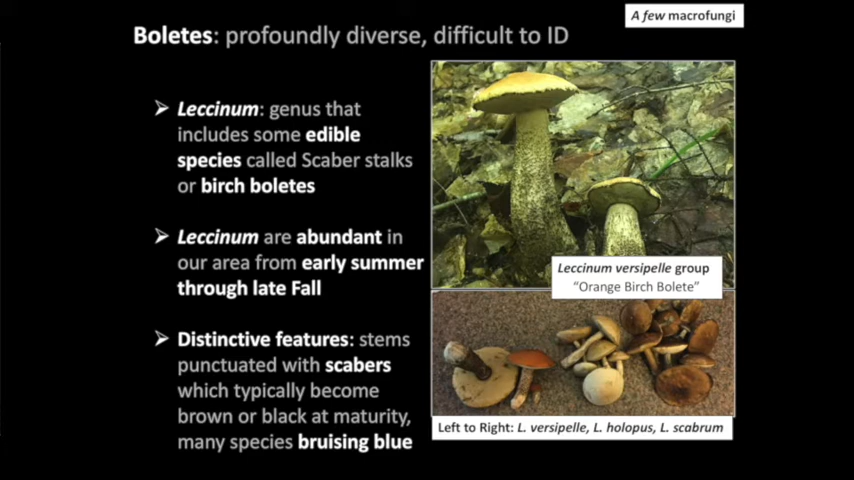 A few macrofungi
Boletes: profoundly diverse, difficult to ID
➢ Leccinum: genus that
includes some edible
species called Scaber stalks
or birch boletes
➢ Leccinum are abundant in
our area from early summer
through late Fall
➢ Distinctive features: stems
punctuated with scabers
which typically become
brown or black at maturity,
many species bruising blue
Leccinum versipelle group
“Orange Birch Bolete”
Left to Right: L. versipelle, L. holopus, L. scabrum